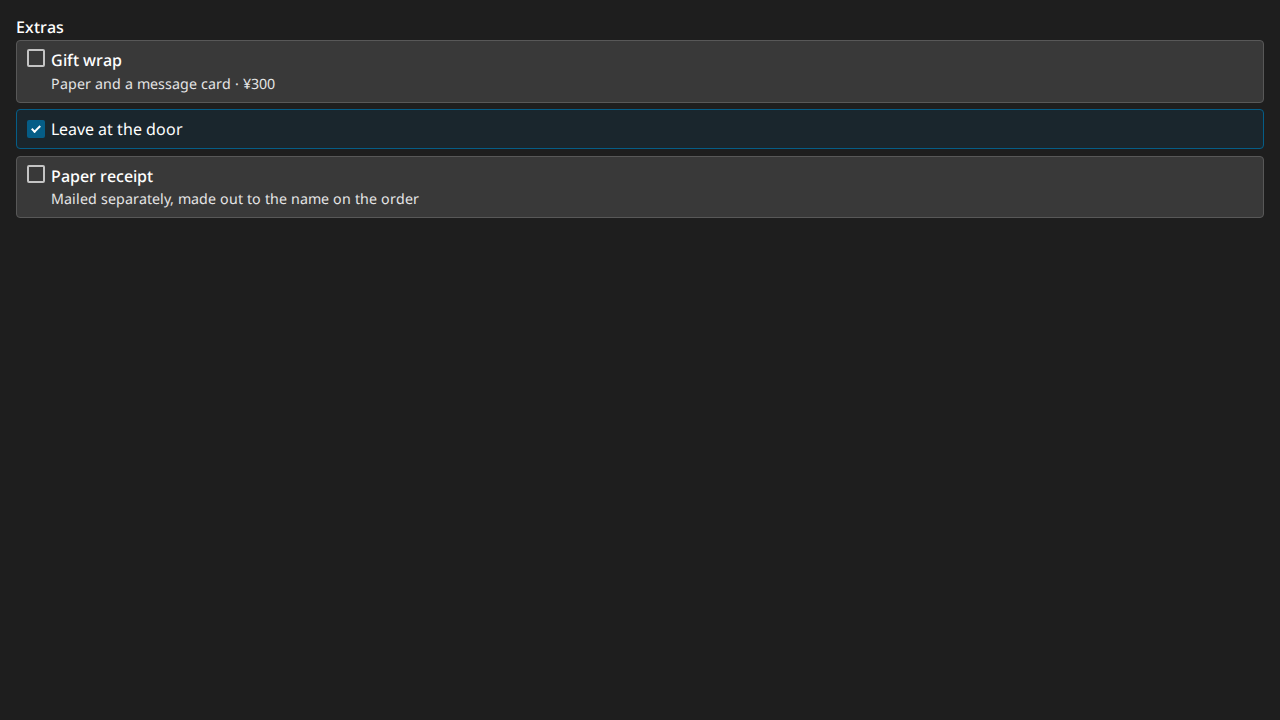 Extras
Gift wrap
Paper and a message card · ¥300
Leave at the door
Paper receipt
Mailed separately, made out to the name on the order